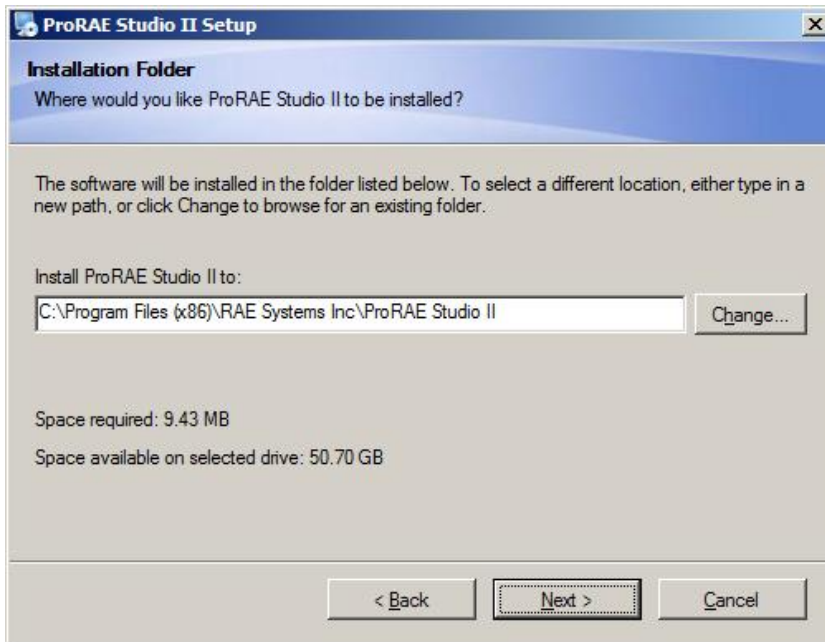 ProRAE Studio II Setup
Installation Folder
Where would you like ProRAE Studio II to be installed?
The software will be installed in the folder listed below. To select a different location, either type in a
new path, or click Change to browse for an existing folder.
Install ProRAE Studio II to:
C:\Program Files (x86)\RAE Systems Inc\ProRAE Studio II
Change...
Space required: 9.43 MB
Space available on selected drive: 50.70 GB
< Back
Next >
Cancel